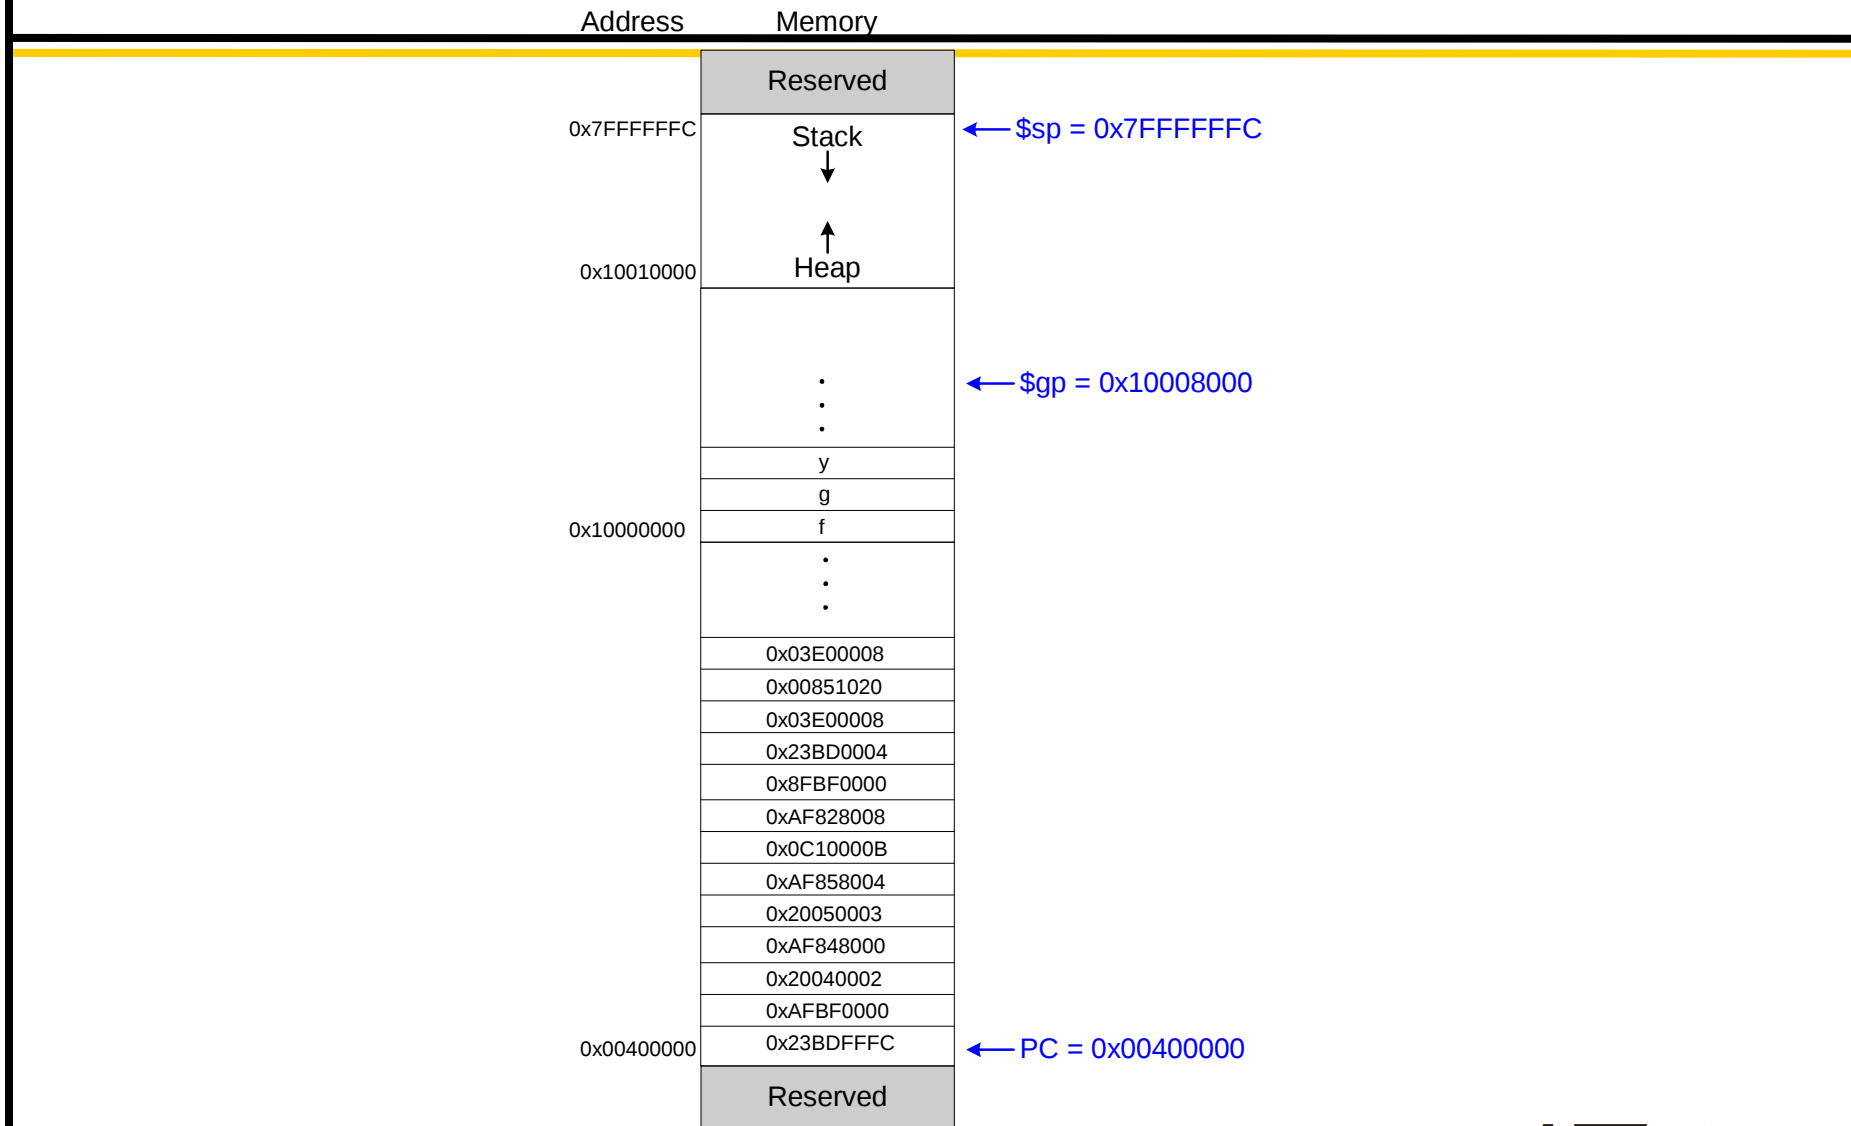 Address Memory
Reserved
0x7FFFFFFC Stack $sp = 0x7FFFFFFC
0x10010000 Heap
$gp = 0x10008000
y
g
0x10000000 f
0x03E00008
0x00851020
0x03E00008
0x23BD0004
0x8FBF0000
0xAF828008
0x0C10000B
0xAF858004
0x20050003
0xAF848000
0x20040002
0xAFBF0000
0x00400000 0x23BDFFFC PC = 0x00400000
Reserved